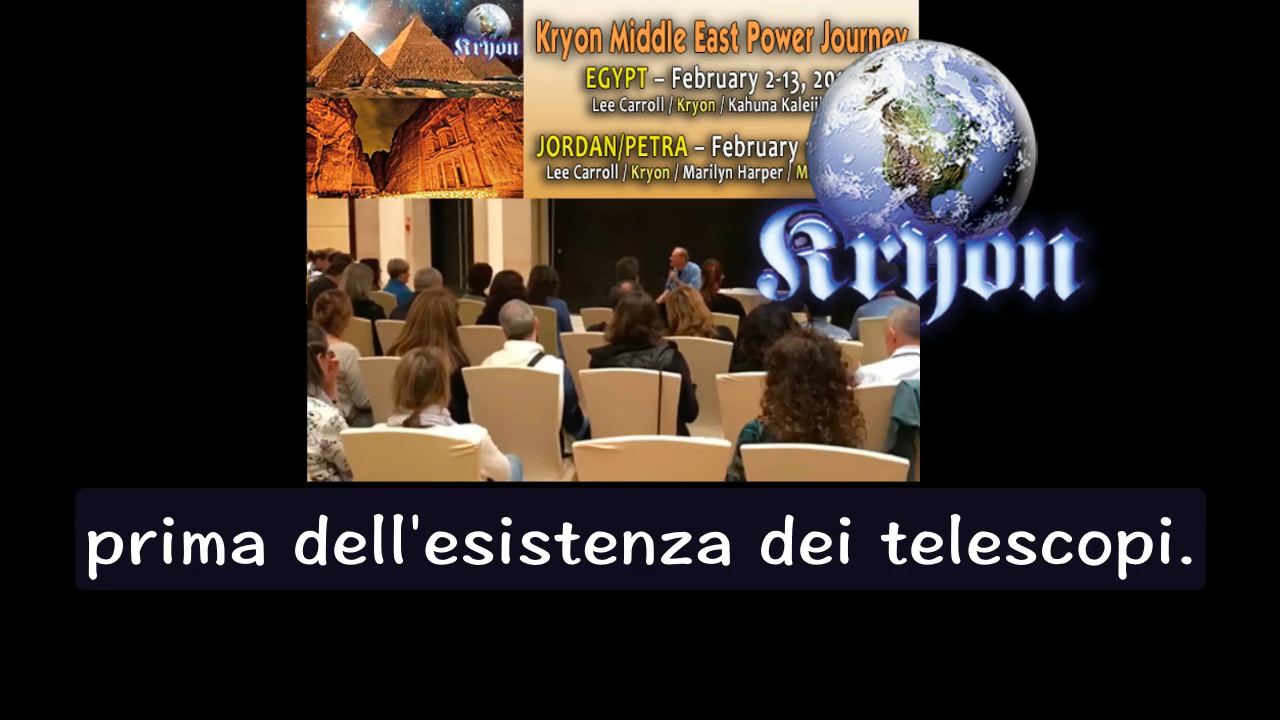 Kryon
Kryon Middle East Power Journey
EGYPT – February 2-13, 20
Lee Carroll / Kryon / Kahuna
JORDAN/PETRA – February
Lee Carroll / Kryon / Marilyn Harper /
Kryon
prima dell'esistenza dei telescopi.